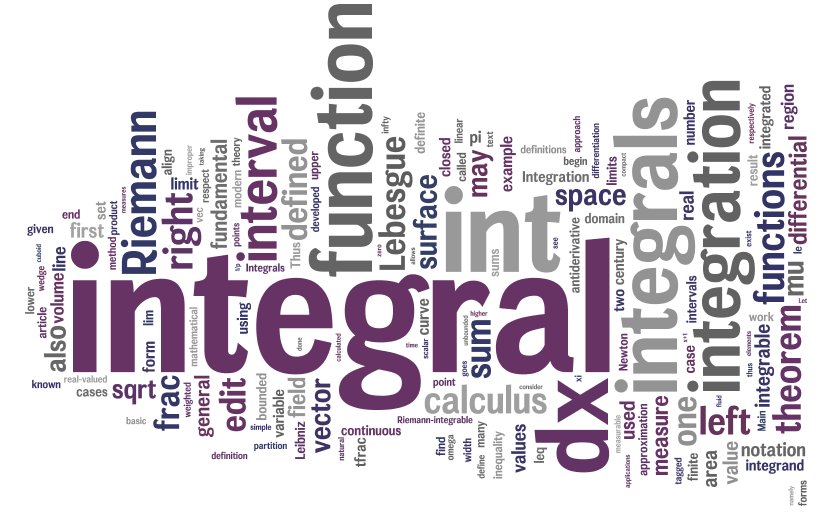 integral
function
integrals
integration
int
dx
interval
Riemann
right
defined
functions
theorem
differential
mu
calculus
sum
surface
Lebesgue
may
space
left
one
measure
used
vector
field
edit
frac
sqrt
also
fundamental
limit
align
improper
taking
respect
modern
theory
points
vec
measures
product
method
set
first
end
given
cuboid
line
volume
wedge
article
lower
known
real-valued
cases
form
lim
mathematical
using
Integrals
Thus
developed
upper
infty
definite
zero
allows
closed
called
linear
pi
text
example
definitions
begin
Integration
approach
differentiation
compact
limits
domain
antiderivative
see
sums
real
number
respectively
integrated
region
result
exist
le
Let
work
elements
thus
integrable
Main
fluid
case
intervals
two
century
Newton
xi
higher
unbounded
goes
scalar
curve
time
calculated
done
point
consider
Riemann-integrable
continuous
natural
tfrac
Leibniz
partition
variable
bounded
simple
general
weighted
basic
definition
find
omega
width
define
many
inequality
values
leq
measurable
applications
approximation
tagged
finite
area
value
notation
integrand
namely
forms